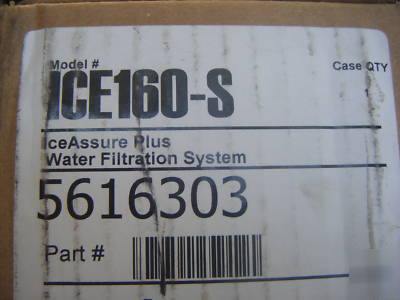 Model # Case QTY
ICE160-S 1
IceAssure Plus
Water Filtration System
5616303
Part #